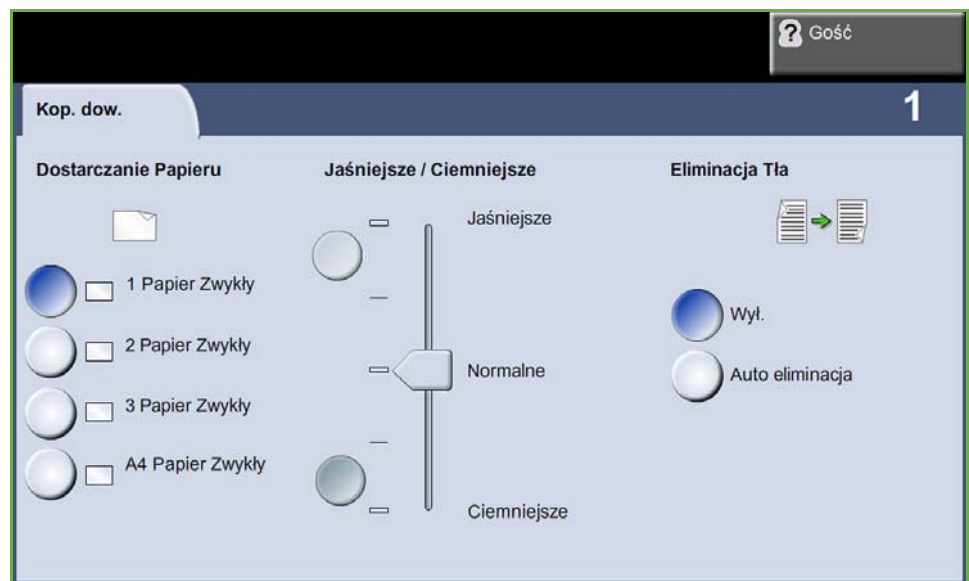 Gość
Kop. dow.
1
Dostarczanie Papieru
1 Papier Zwykły
2 Papier Zwykły
3 Papier Zwykły
A4 Papier Zwykły
Jaśniejsze / Ciemniejsze
Jaśniejsze
Normalne
Ciemniejsze
Eliminacja Tła
Wył.
Auto eliminacja